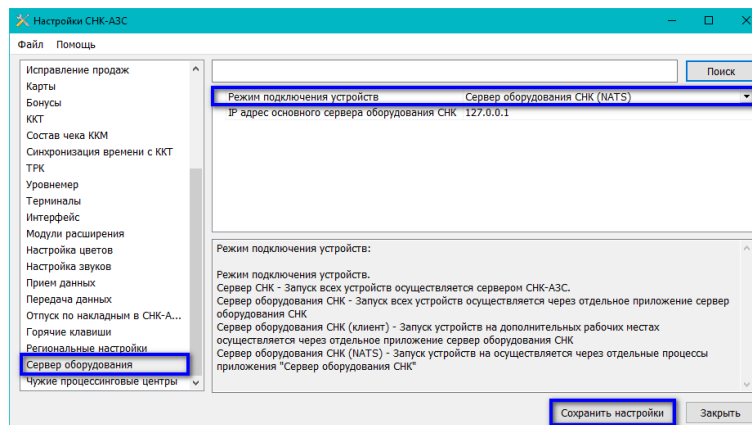 Настройки СНК-АЗС
Файл Помощь
Исправление продаж
Карты
Бонусы
ККТ
Состав чека ККМ
Синхронизация времени с ККТ
ТРК
Уровнемер
Терминалы
Интерфейс
Модули расширения
Настройка цветов
Настройка звуков
Прием данных
Передача данных
Отпуск по накладным в СНК-А...
Горячие клавиши
Региональные настройки
Сервер оборудования
Чужие процессинговые центры
Поиск
Режим подключения устройств Сервер оборудования СНК (NATS)
IP адрес основного сервера оборудования СНК 127.0.0.1
Режим подключения устройств:
Режим подключения устройств.
Сервер СНК - Запуск всех устройств осуществляется сервером СНК-АЗС.
Сервер оборудования СНК - Запуск всех устройств осуществляется через отдельное приложение сервер
оборудования СНК
Сервер оборудования СНК (клиент) - Запуск устройств на дополнительных рабочих местах
осуществляется через отдельное приложение сервер оборудования СНК
Сервер оборудования СНК (NATS) - Запуск устройств на осуществляется через отдельные процессы
приложения "Сервер оборудования СНК"
Сохранить настройки Закрыть